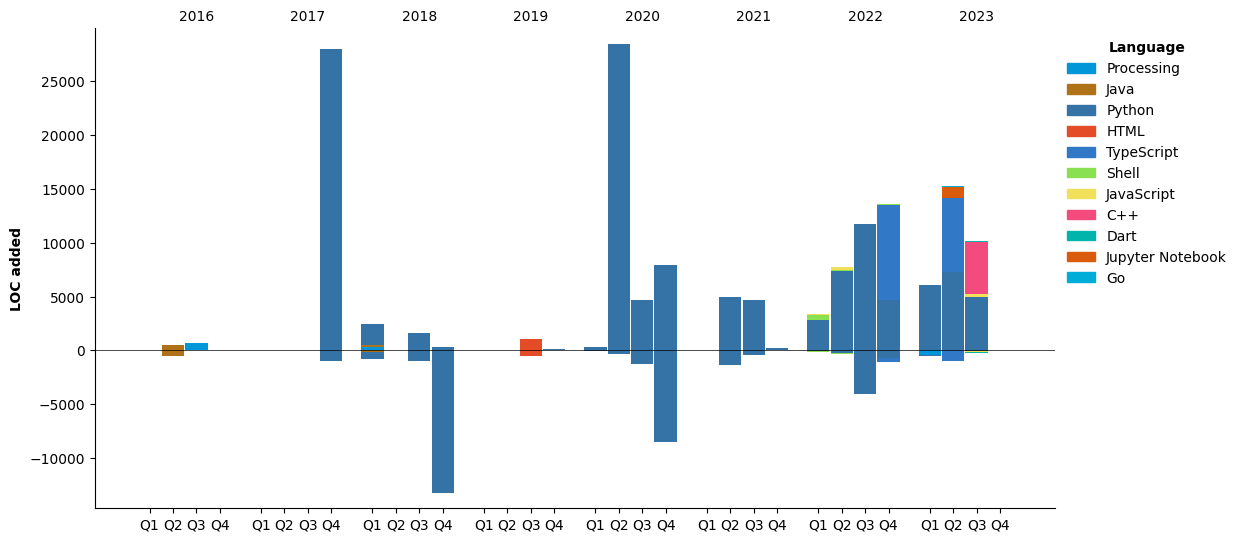 2016 2017 2018 2019 2020 2021 2022 2023
LOC added
25000
20000
15000
10000
5000
0
−5000
−10000
Q1 Q2 Q3 Q4 Q1 Q2 Q3 Q4 Q1 Q2 Q3 Q4 Q1 Q2 Q3 Q4 Q1 Q2 Q3 Q4 Q1 Q2 Q3 Q4 Q1 Q2 Q3 Q4 Q1 Q2 Q3 Q4
Language
Processing
Java
Python
HTML
TypeScript
Shell
JavaScript
C++
Dart
Jupyter Notebook
Go